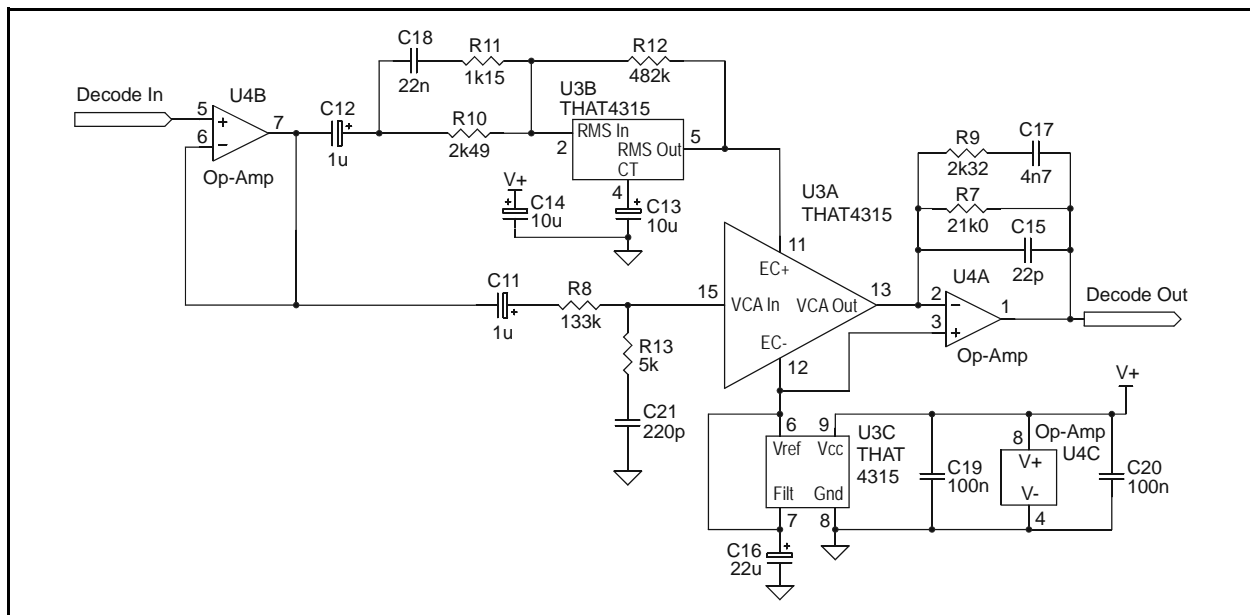 C18
22n
R11
1k15
R12
482k
Decode In
U4B
5
6
7
+
−
Op-Amp
C12
+
1u
R10
2k49
U3B
THAT4315
RMS In
2
RMS Out
5
CT
4
V+
+
C14
10u
+
C13
10u
R9
2k32
C17
4n7
R7
21k0
C15
22p
U3A
THAT4315
11
EC+
15
VCA In
VCA Out
13
EC-
12
C11
+
1u
R8
133k
R13
5k
C21
220p
U4A
2
−
3
+
1
Op-Amp
Decode Out
V+
6
9
Vref
Vcc
U3C
THAT
4315
Filt
Gnd
7
8
C16
+
22u
C19
100n
Op-Amp
U4C
8
V+
V-
4
C20
100n